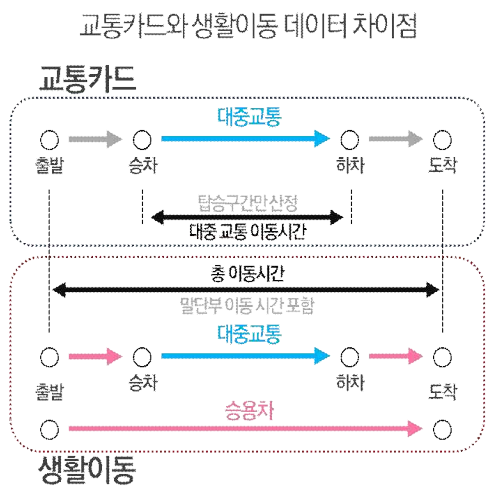 교통카드와 생활이동 데이터 차이점
교통카드
대중교통
출발 승차 하차 도착
탑승구간만 산정
대중 교통 이동시간
총 이동시간
말단부 이동 시간 포함
대중교통
출발 승차 하차 도착
승용차
생활이동